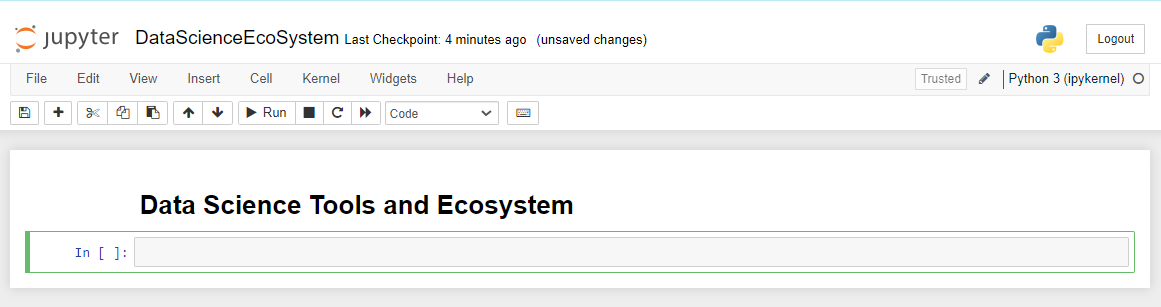 jupyter DataScienceEcoSystem Last Checkpoint: 4 minutes ago (unsaved changes) Logout
File Edit View Insert Cell Kernel Widgets Help Trusted Python 3 (ipykernel)
Run Code
Data Science Tools and Ecosystem
In [ ]: